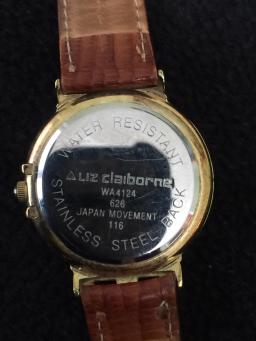 WATER RESISTANT
LIZ claiborne
WA4124
626
JAPAN MOVEMENT
116
STAINLESS STEEL BACK